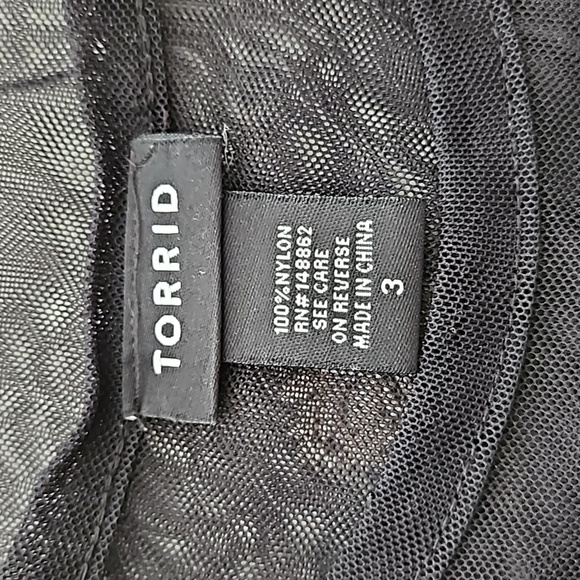 TORRID
100% NYLON
RN# 148862
SEE CARE
ON REVERSE
MADE IN CHINA
3